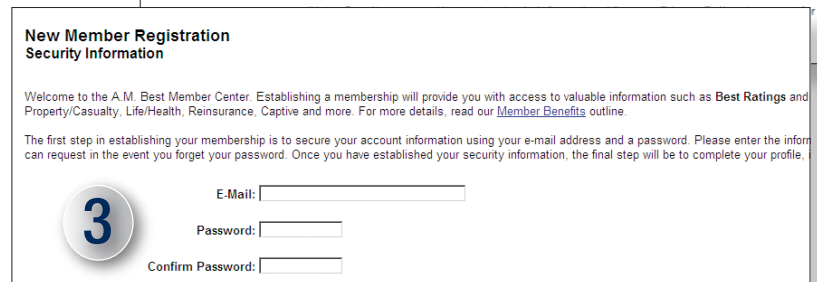 New Member Registration
Security Information
Welcome to the A.M. Best Member Center. Establishing a membership will provide you with access to valuable information such as Best Ratings and
Property/Casualty, Life/Health, Reinsurance, Captive and more. For more details, read our Member Benefits outline.
The first step in establishing your membership is to secure your account information using your e-mail address and a password. Please enter the inform
can request in the event you forget your password. Once you have established your security information, the final step will be to complete your profile, i
3
E-Mail:
Password:
Confirm Password: